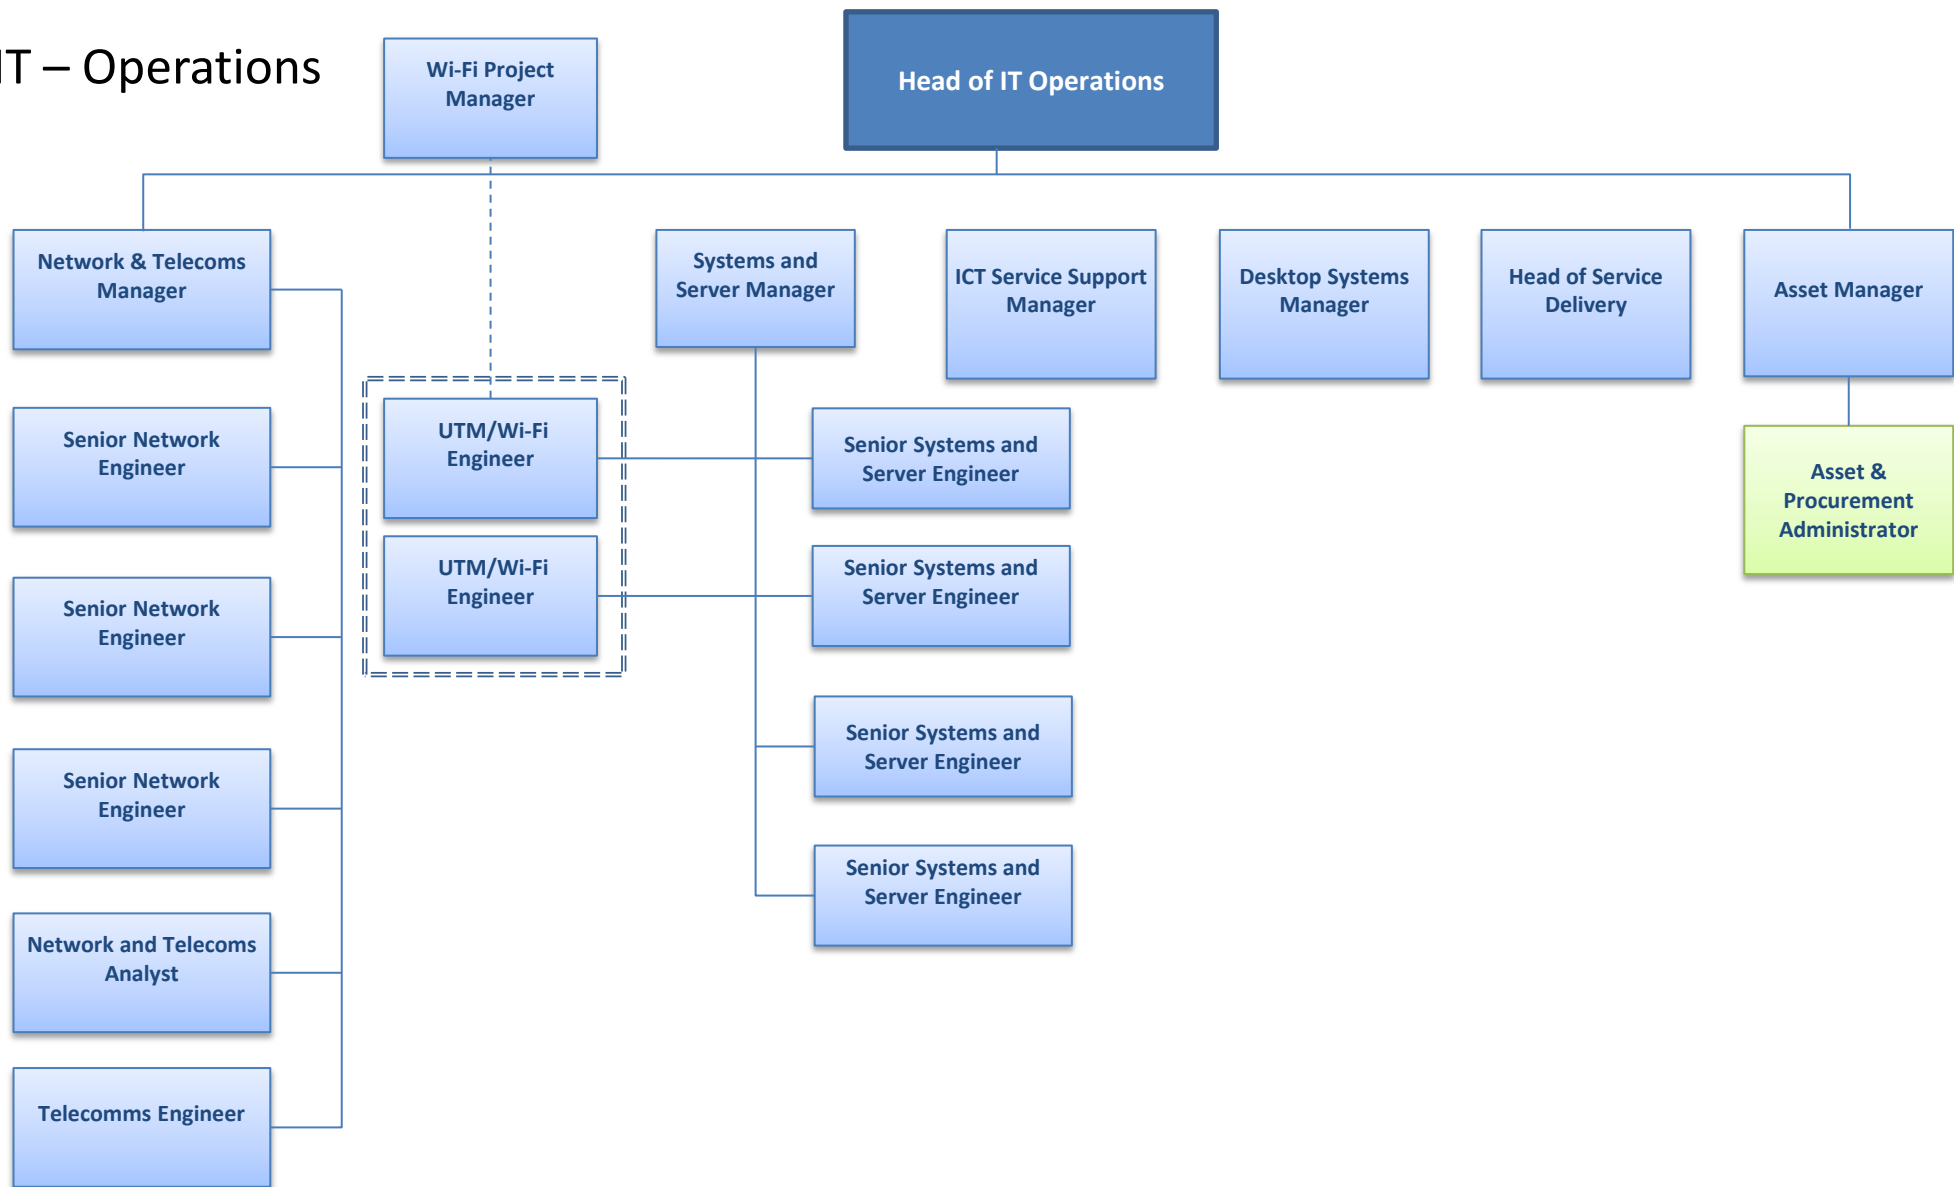 IT – Operations
Wi-Fi Project
Manager
Head of IT Operations
Network & Telecoms
Manager
Systems and
Server Manager
ICT Service Support
Manager
Desktop Systems
Manager
Head of Service
Delivery
Asset Manager
Senior Network
Engineer
UTM/Wi-Fi
Engineer
Senior Systems and
Server Engineer
Asset &
Procurement
Administrator
Senior Network
Engineer
UTM/Wi-Fi
Engineer
Senior Systems and
Server Engineer
Senior Network
Engineer
Senior Systems and
Server Engineer
Senior Systems and
Server Engineer
Network and Telecoms
Analyst
Telecomms Engineer